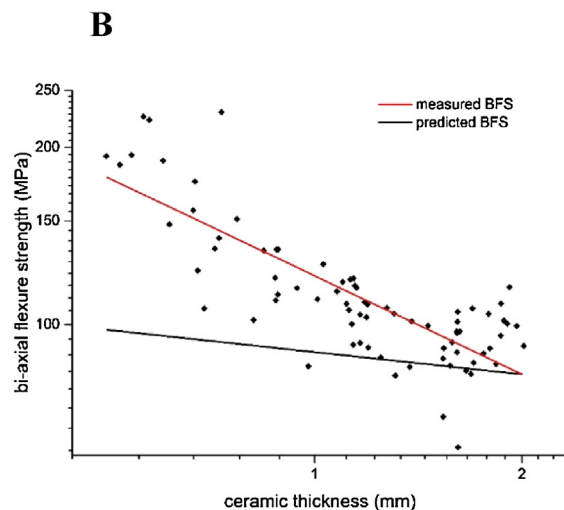 B
250
measured BFS
predicted BFS
200
150
100
bi-axial flexure strength (MPa)
1
2
ceramic thickness (mm)